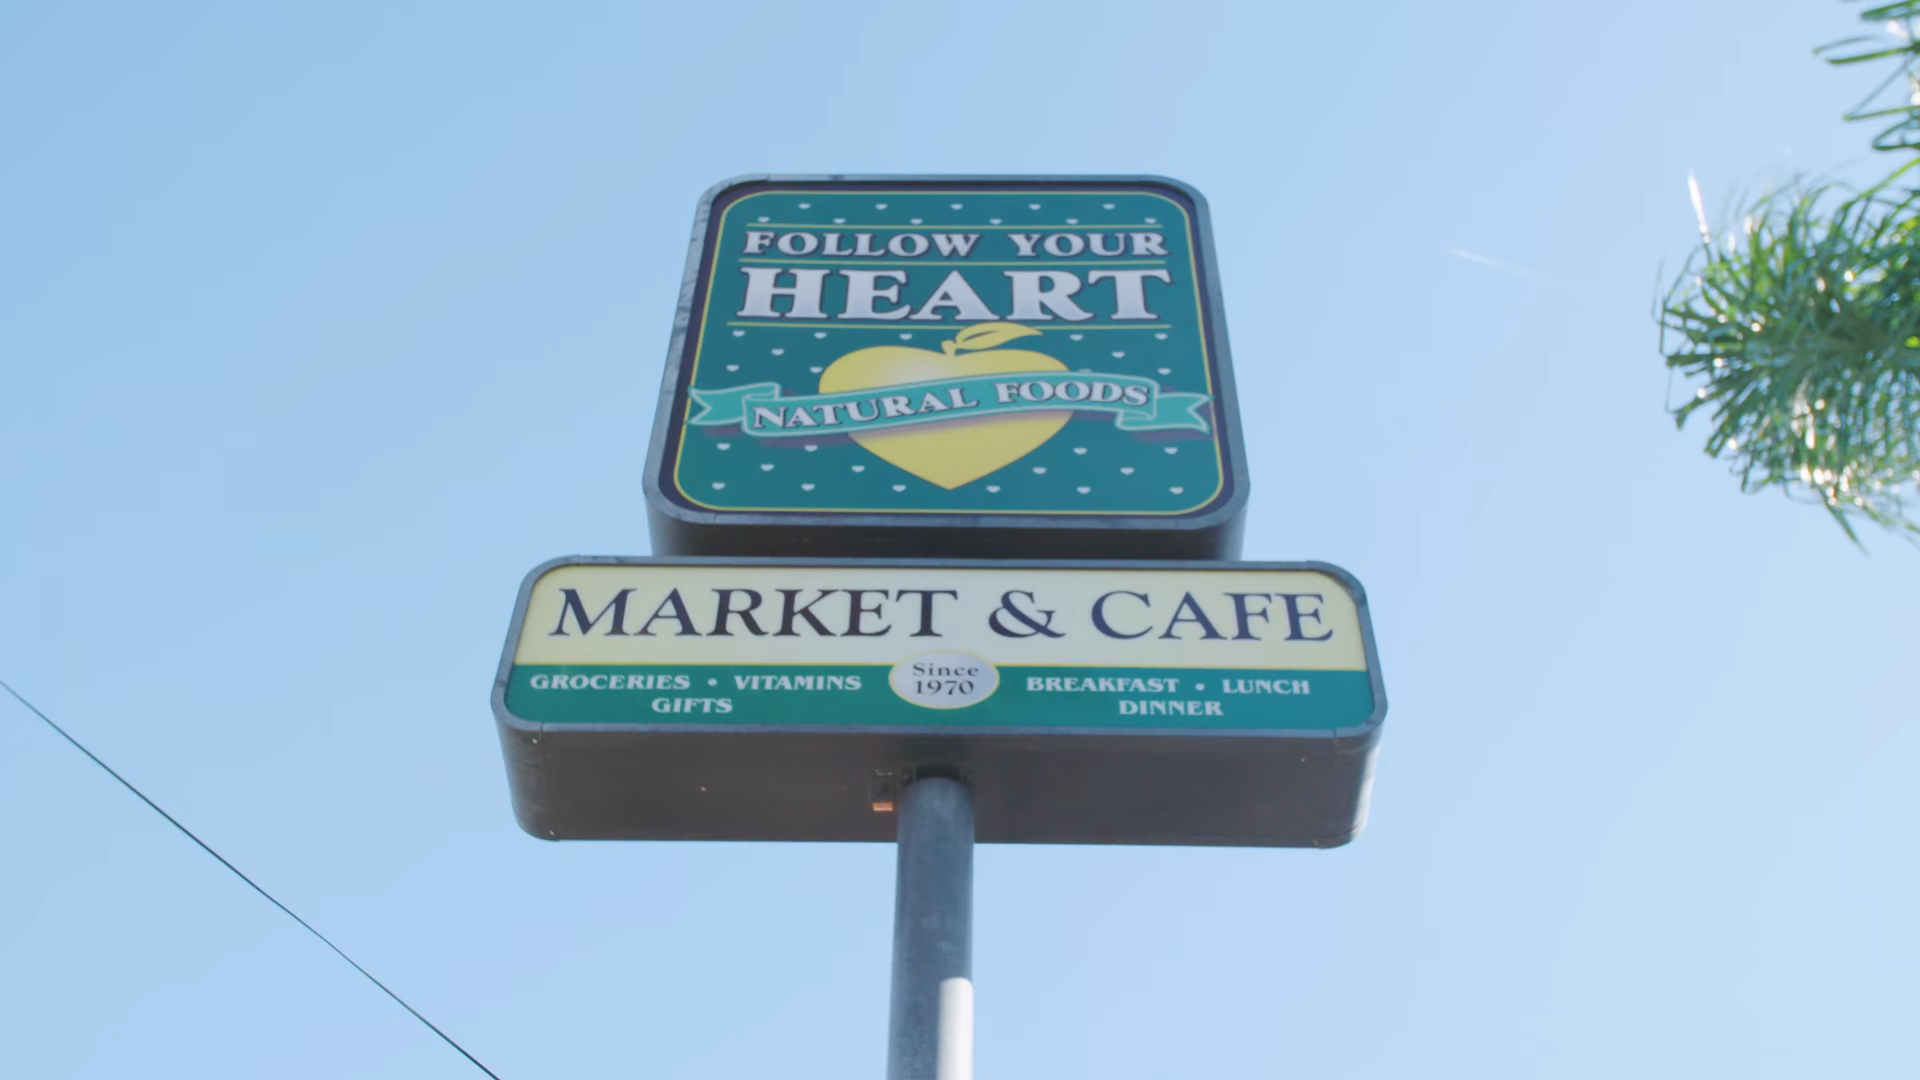 FOLLOW YOUR
HEART
NATURAL FOODS
MARKET & CAFE
GROCERIES • VITAMINS
GIFTS
Since
1970
BREAKFAST • LUNCH
DINNER